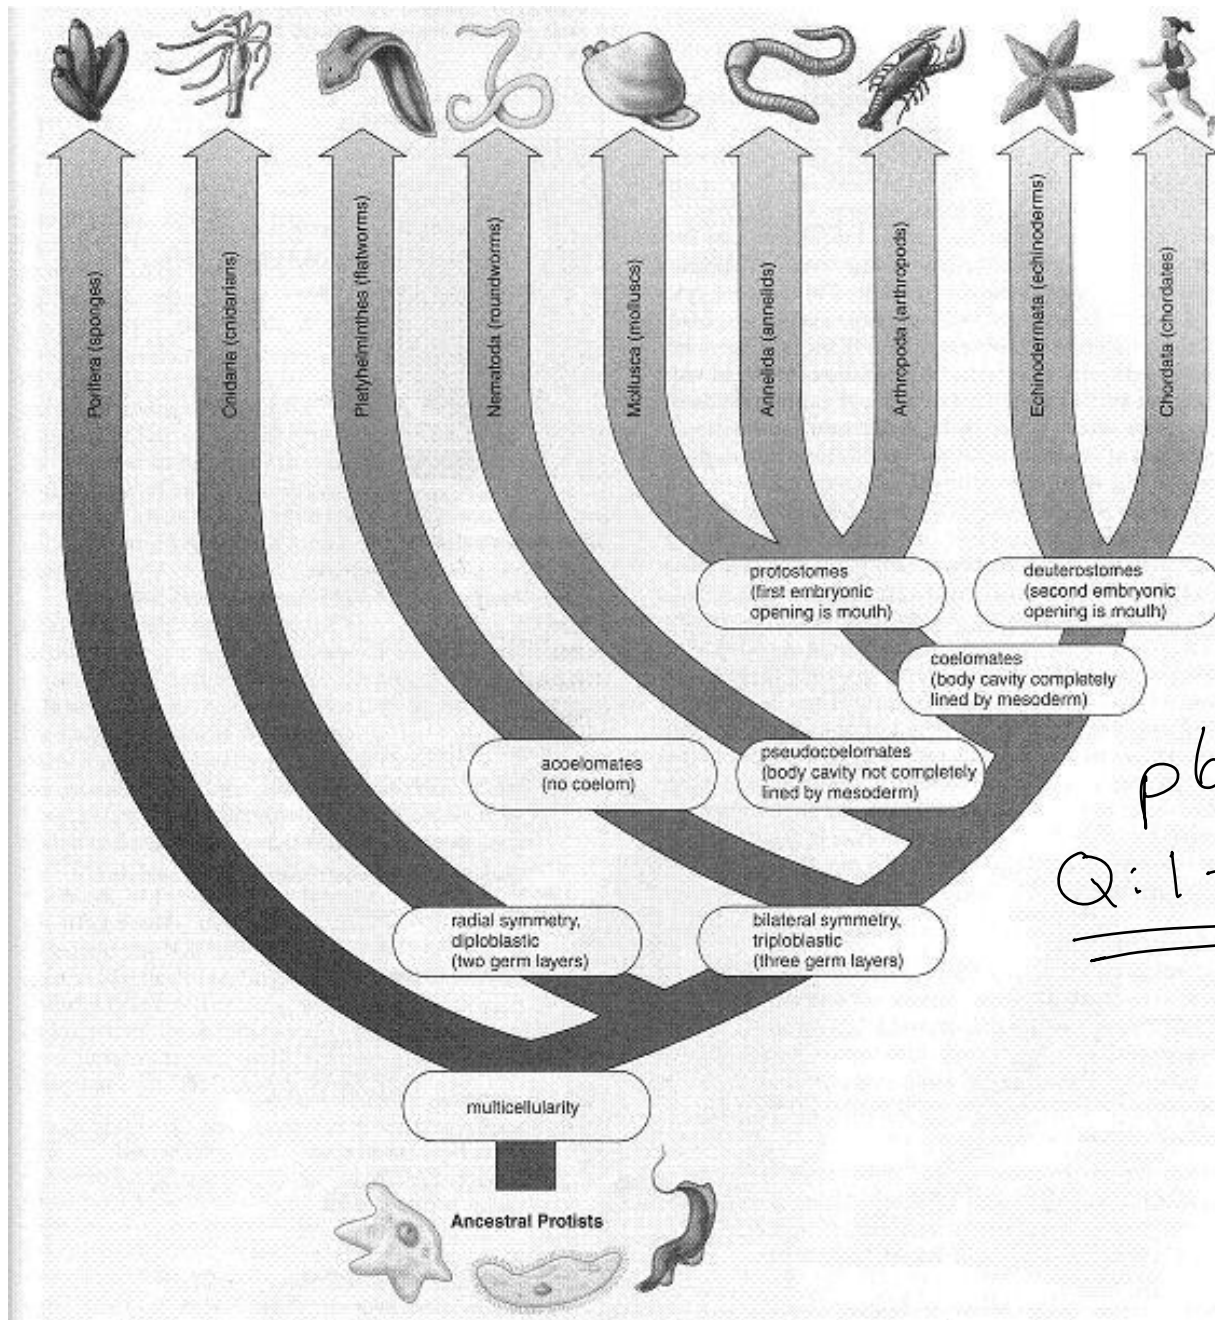 Porifera (sponges)
Cnidaria (cnidarians)
Platyhelminthes (flatworms)
Nematoda (roundworms)
Mollusca (molluscs)
Annelida (annelids)
Arthropoda (arthropods)
Echinodermata (echinoderms)
Chordata (chordates)
protostomes
(first embryonic
opening is mouth)
deuterostomes
(second embryonic
opening is mouth)
coelomates
(body cavity completely
lined by mesoderm)
acoelomates
(no coelom)
pseudocoelomates
(body cavity not completely
lined by mesoderm)
p6
Q:1-
radial symmetry,
diploblastic
(two germ layers)
bilateral symmetry,
triploblastic
(three germ layers)
multicellularity
Ancestral Protists